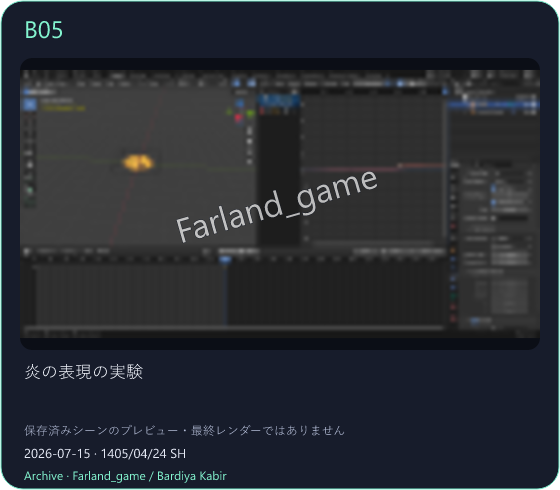 B05
Farland_game
炎の表現の実験
保存済みシーンのプレビュー・最終レンダーではありません
2026-07-15 · 1405/04/24 SH
Archive · Farland_game / Bardiya Kabir